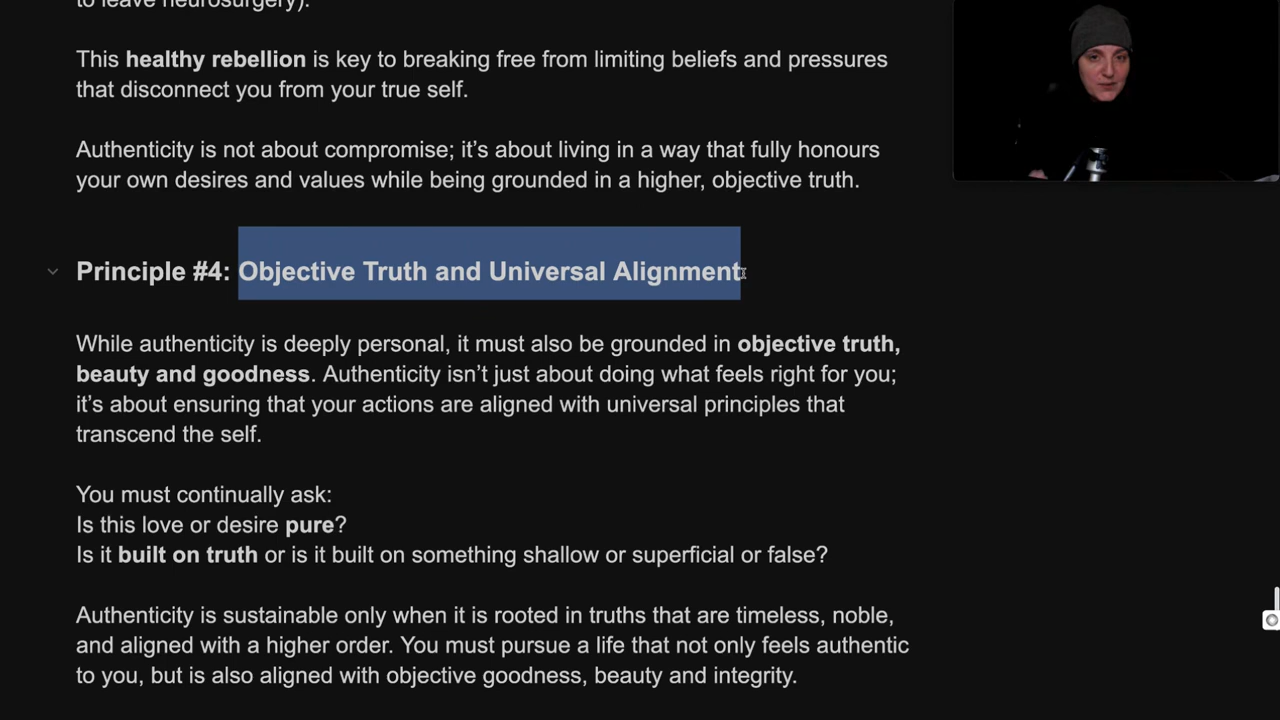 to leave neurosurgery).
This healthy rebellion is key to breaking free from limiting beliefs and pressures
that disconnect you from your true self.
Authenticity is not about compromise; it’s about living in a way that fully honours
your own desires and values while being grounded in a higher, objective truth.
Principle #4: Objective Truth and Universal Alignment
While authenticity is deeply personal, it must also be grounded in objective truth,
beauty and goodness. Authenticity isn’t just about doing what feels right for you;
it’s about ensuring that your actions are aligned with universal principles that
transcend the self.
You must continually ask:
Is this love or desire pure?
Is it built on truth or is it built on something shallow or superficial or false?
Authenticity is sustainable only when it is rooted in truths that are timeless, noble,
and aligned with a higher order. You must pursue a life that not only feels authentic
to you, but is also aligned with objective goodness, beauty and integrity.